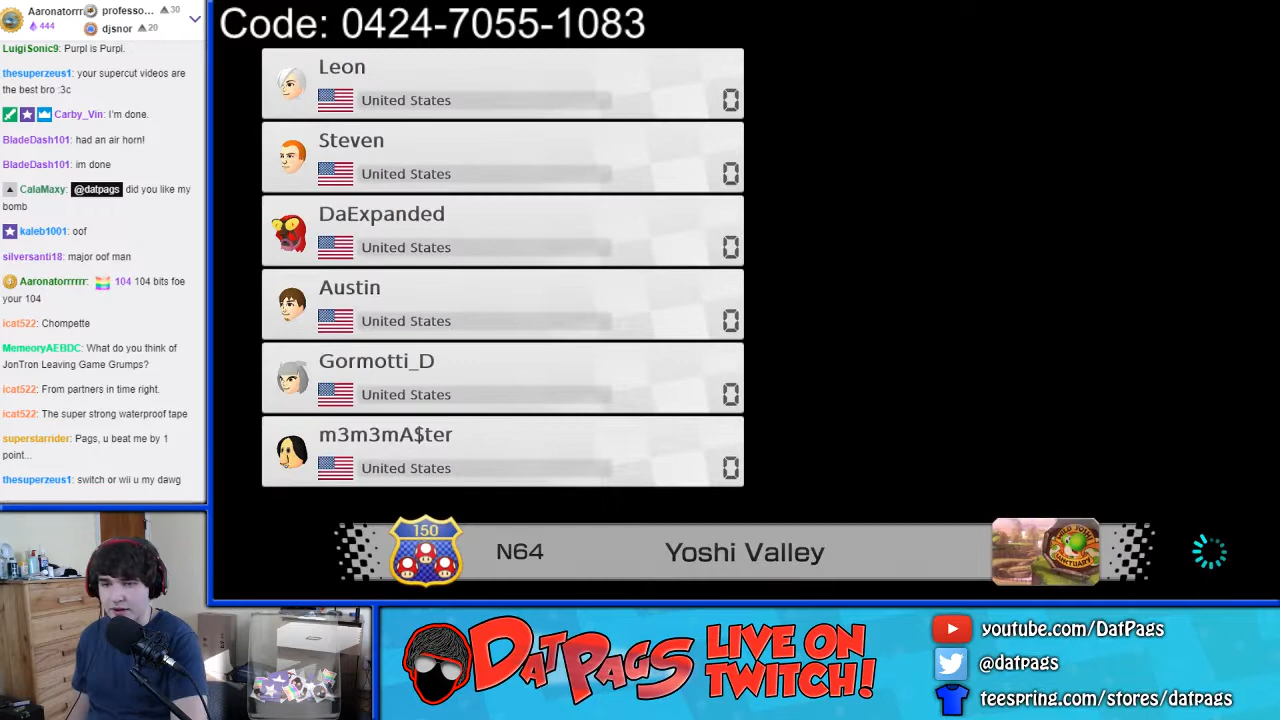 Aaronatorrr
444
professo... 30
djsnor 20
LuigiSonic9: Purpl is Purpl.
thesuperzeus1: your supercut videos are
the best bro :3c
Carby_Vin: I'm done.
BladeDash101: had an air horn!
BladeDash101: im done
CalaMaxy: @datpags did you like my
bomb
kaleb1001: oof
silversanti18: major oof man
Aaronatorrrrrr: 104 104 bits foe
your 104
icat522: Chompette
MemeoryAEBDC: What do you think of
JonTron Leaving Game Grumps?
icat522: From partners in time right.
icat522: The super strong waterproof tape
superstarrider: Pags, u beat me by 1
point...
thesuperzeus1: switch or wii u my dawg
Code: 0424-7055-1083
Leon
United States 0
Steven
United States 0
DaExpanded
United States 0
Austin
United States 0
Gormotti_D
United States 0
m3m3mA$ter
United States 0
150
N64 Yoshi Valley
DATPAGS
LIVE ON
TWITCH!
youtube.com/DatPags
@datpags
teespring.com/stores/datpags